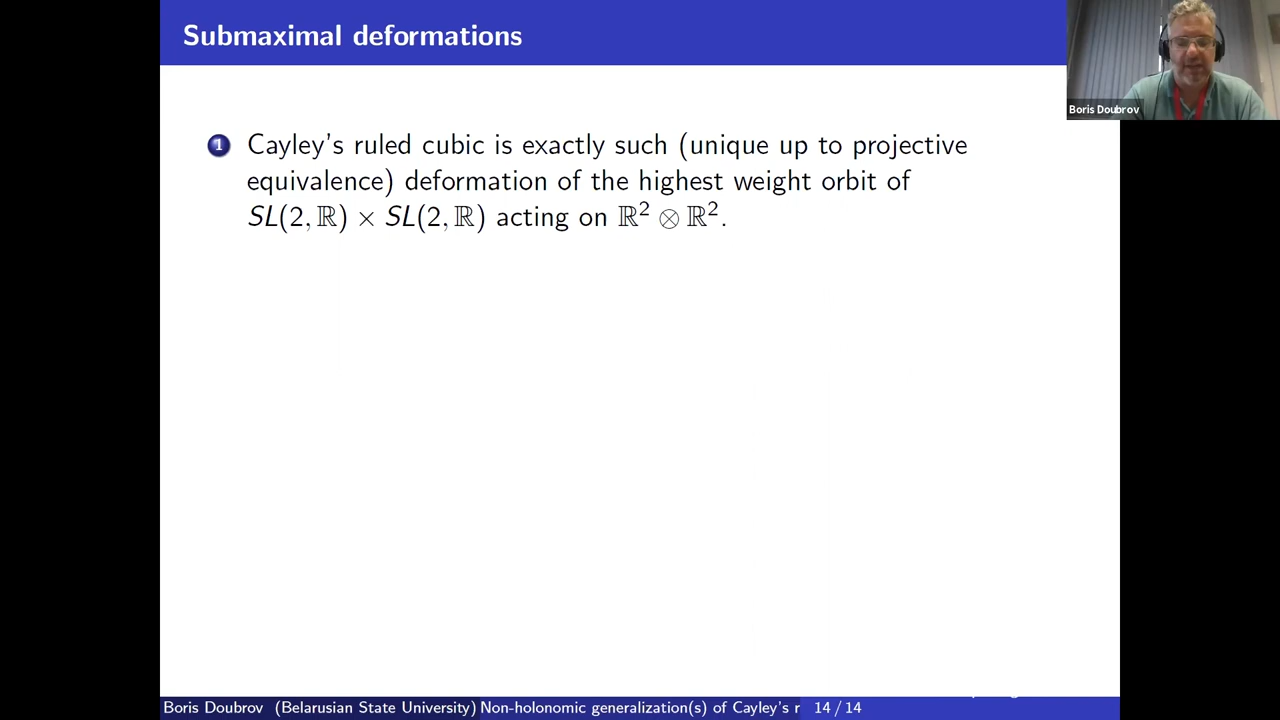 Submaximal deformations
Boris Doubrov
1 Cayley's ruled cubic is exactly such (unique up to projective
equivalence) deformation of the highest weight orbit of
SL(2, ℝ) × SL(2, ℝ) acting on ℝ² ⊗ ℝ².
Boris Doubrov (Belarusian State University) Non-holonomic generalization(s) of Cayley's r 14 / 14